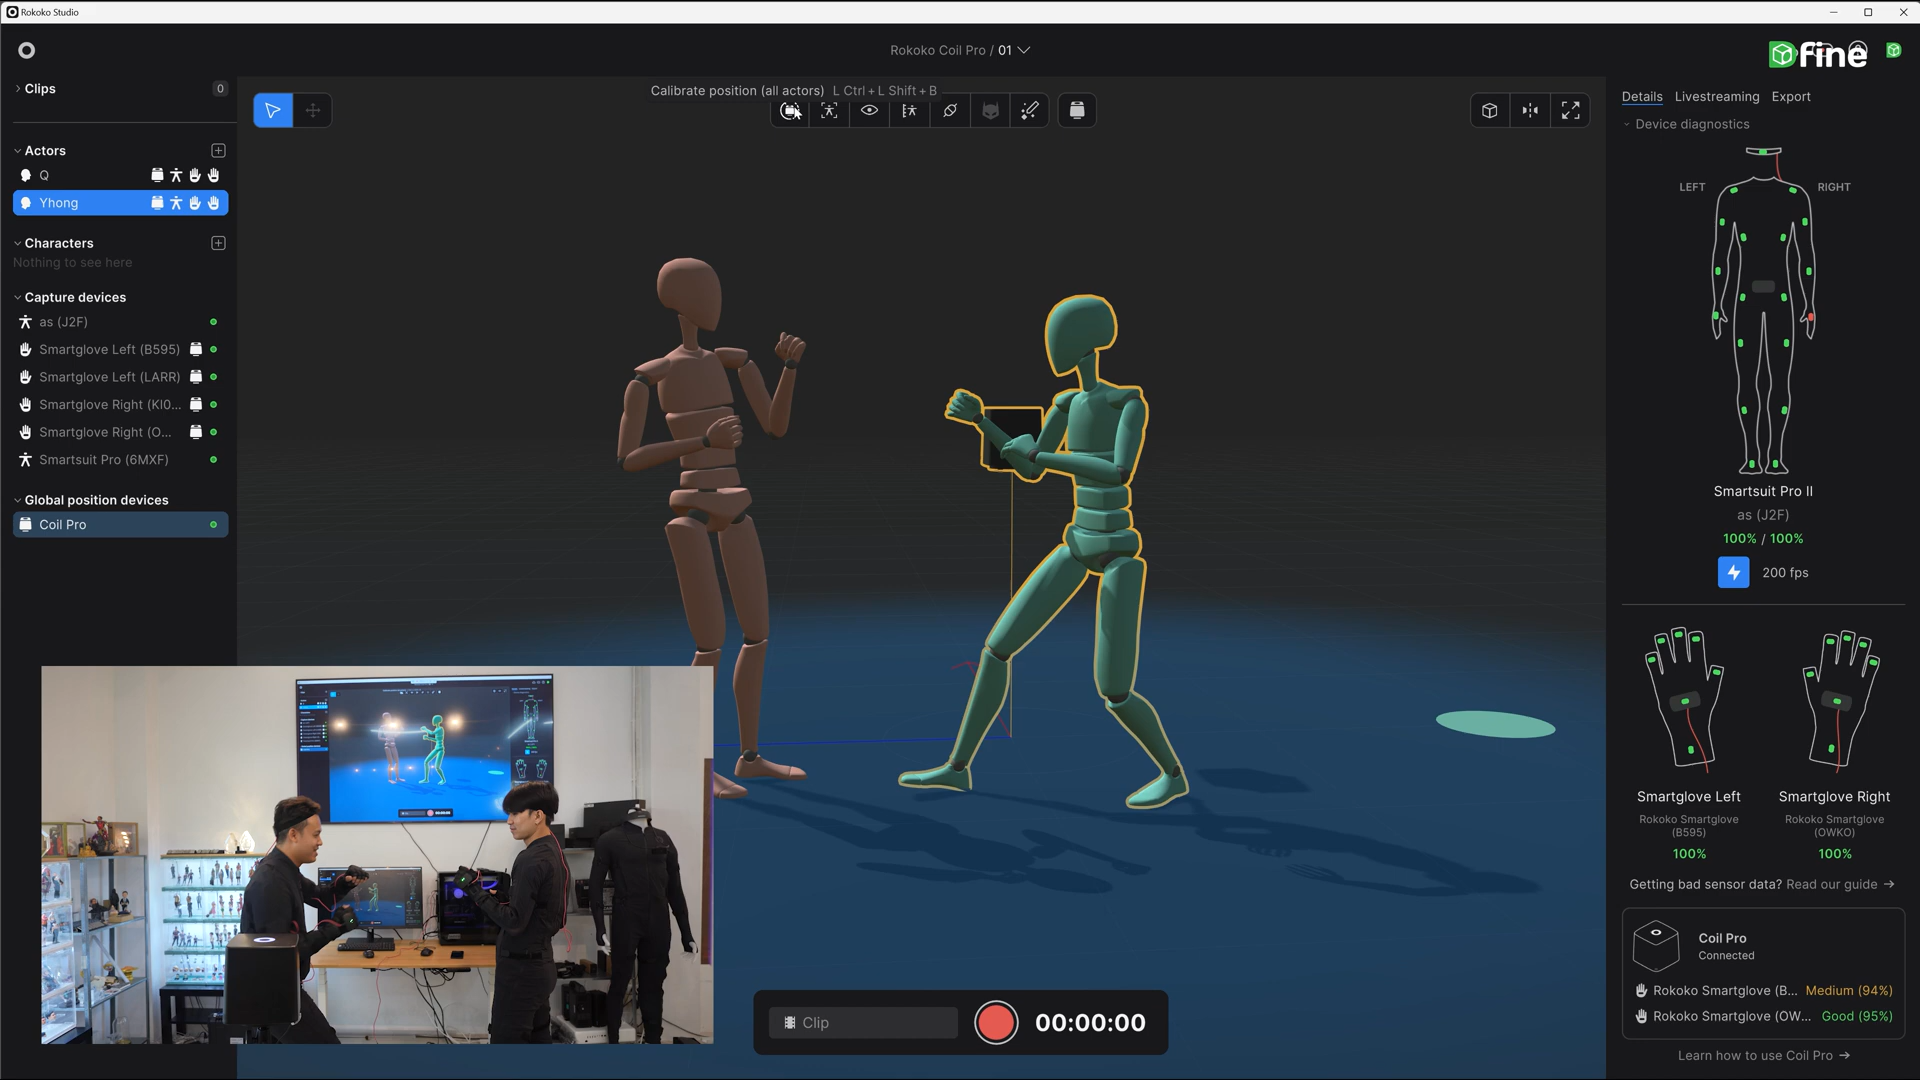 Rokoko Studio
Rokoko Coil Pro / 01
Dfine
Clips
0
Calibrate position (all actors) L Ctrl + L Shift + B
Details
Livestreaming
Export
Device diagnostics
Actors
Q
Yhong
Characters
Nothing to see here
Capture devices
as (J2F)
Smartglove Left (B595)
Smartglove Left (LARR)
Smartglove Right (KI0...
Smartglove Right (O...
Smartsuit Pro (6MXF)
Global position devices
Coil Pro
LEFT
RIGHT
Smartsuit Pro II
as (J2F)
100% / 100%
200 fps
Smartglove Left
Rokoko Smartglove
(B595)
100%
Smartglove Right
Rokoko Smartglove
(OWKO)
100%
Getting bad sensor data? Read our guide →
Coil Pro
Connected
Rokoko Smartglove (B... Medium (94%)
Rokoko Smartglove (OW... Good (95%)
Learn how to use Coil Pro →
Clip
00:00:00